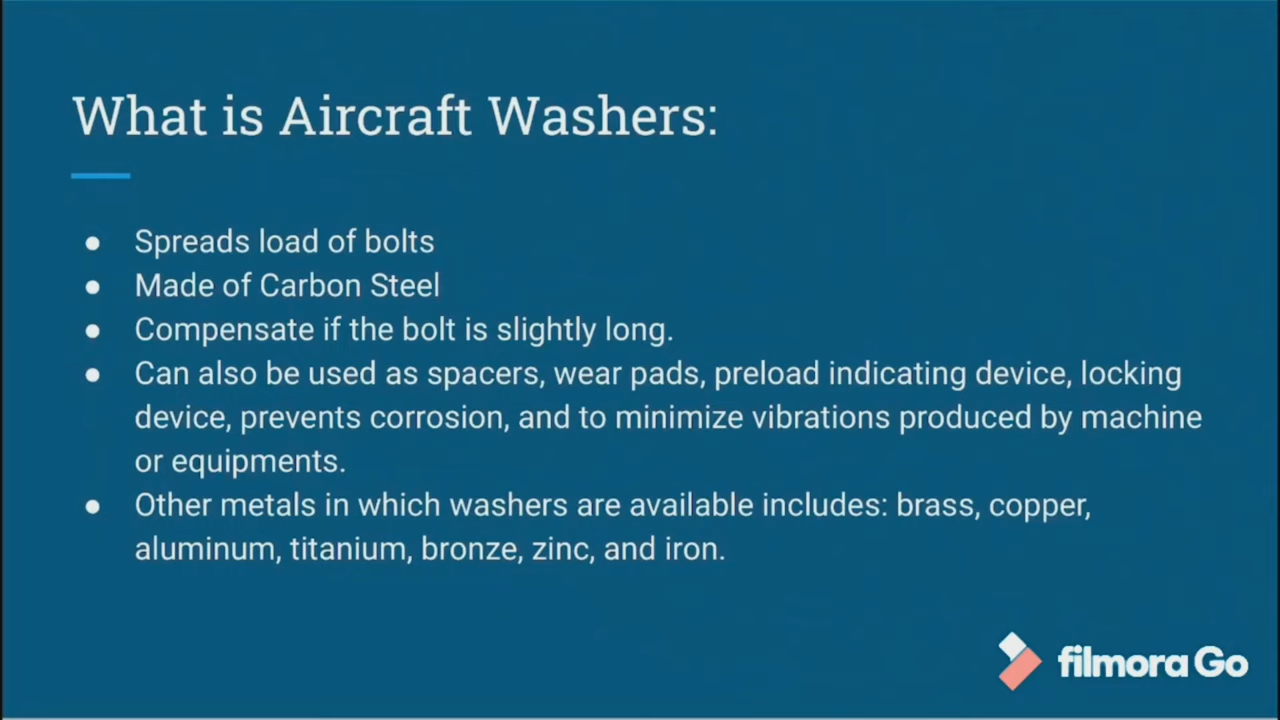 What is Aircraft Washers:
● Spreads load of bolts
● Made of Carbon Steel
● Compensate if the bolt is slightly long.
● Can also be used as spacers, wear pads, preload indicating device, locking
device, prevents corrosion, and to minimize vibrations produced by machine
or equipments.
● Other metals in which washers are available includes: brass, copper,
aluminum, titanium, bronze, zinc, and iron.
filmora Go